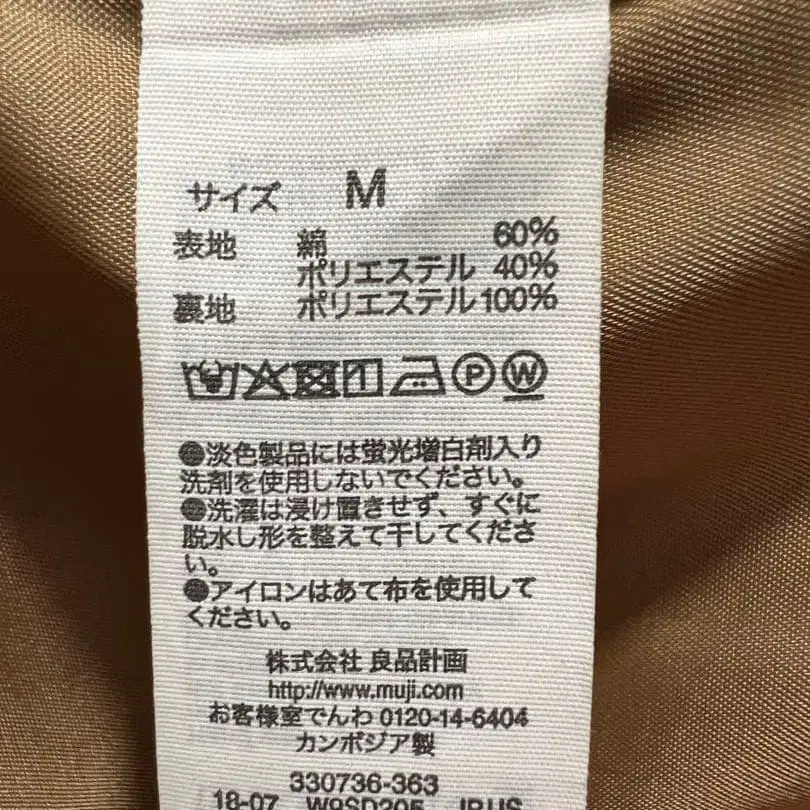 サイズ M
表地 綿 60%
ポリエステル 40%
裏地 ポリエステル100%
P W
●淡色製品には蛍光増白剤入り
洗剤を使用しないでください。
●洗濯は浸け置きせず、すぐに
脱水し形を整えて干してくださ
い。
●アイロンはあて布を使用して
ください。
株式会社 良品計画
http://www.muji.com
お客様室でんわ 0120-14-6404
カンボジア製
330736-363
18-07 W9SD205